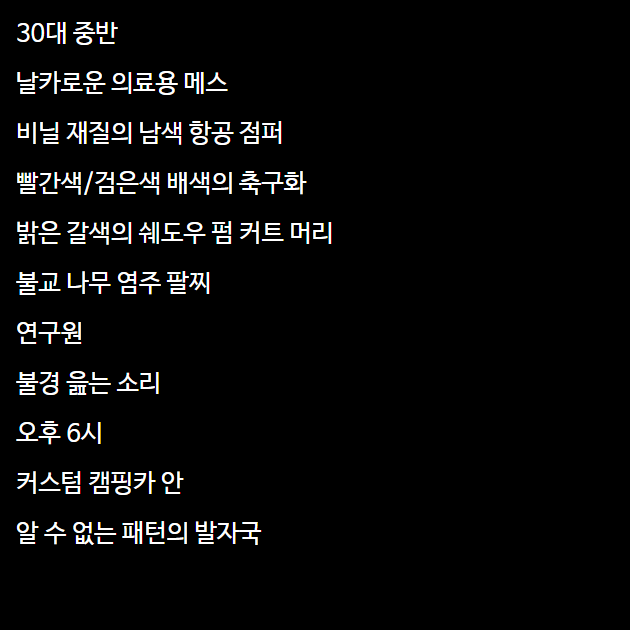 30대 중반
날카로운 의료용 메스
비닐 재질의 남색 항공 점퍼
빨간색/검은색 배색의 축구화
밝은 갈색의 쉐도우 펌 커트 머리
불교 나무 염주 팔찌
연구원
불경 읊는 소리
오후 6시
커스텀 캠핑카 안
알 수 없는 패턴의 발자국